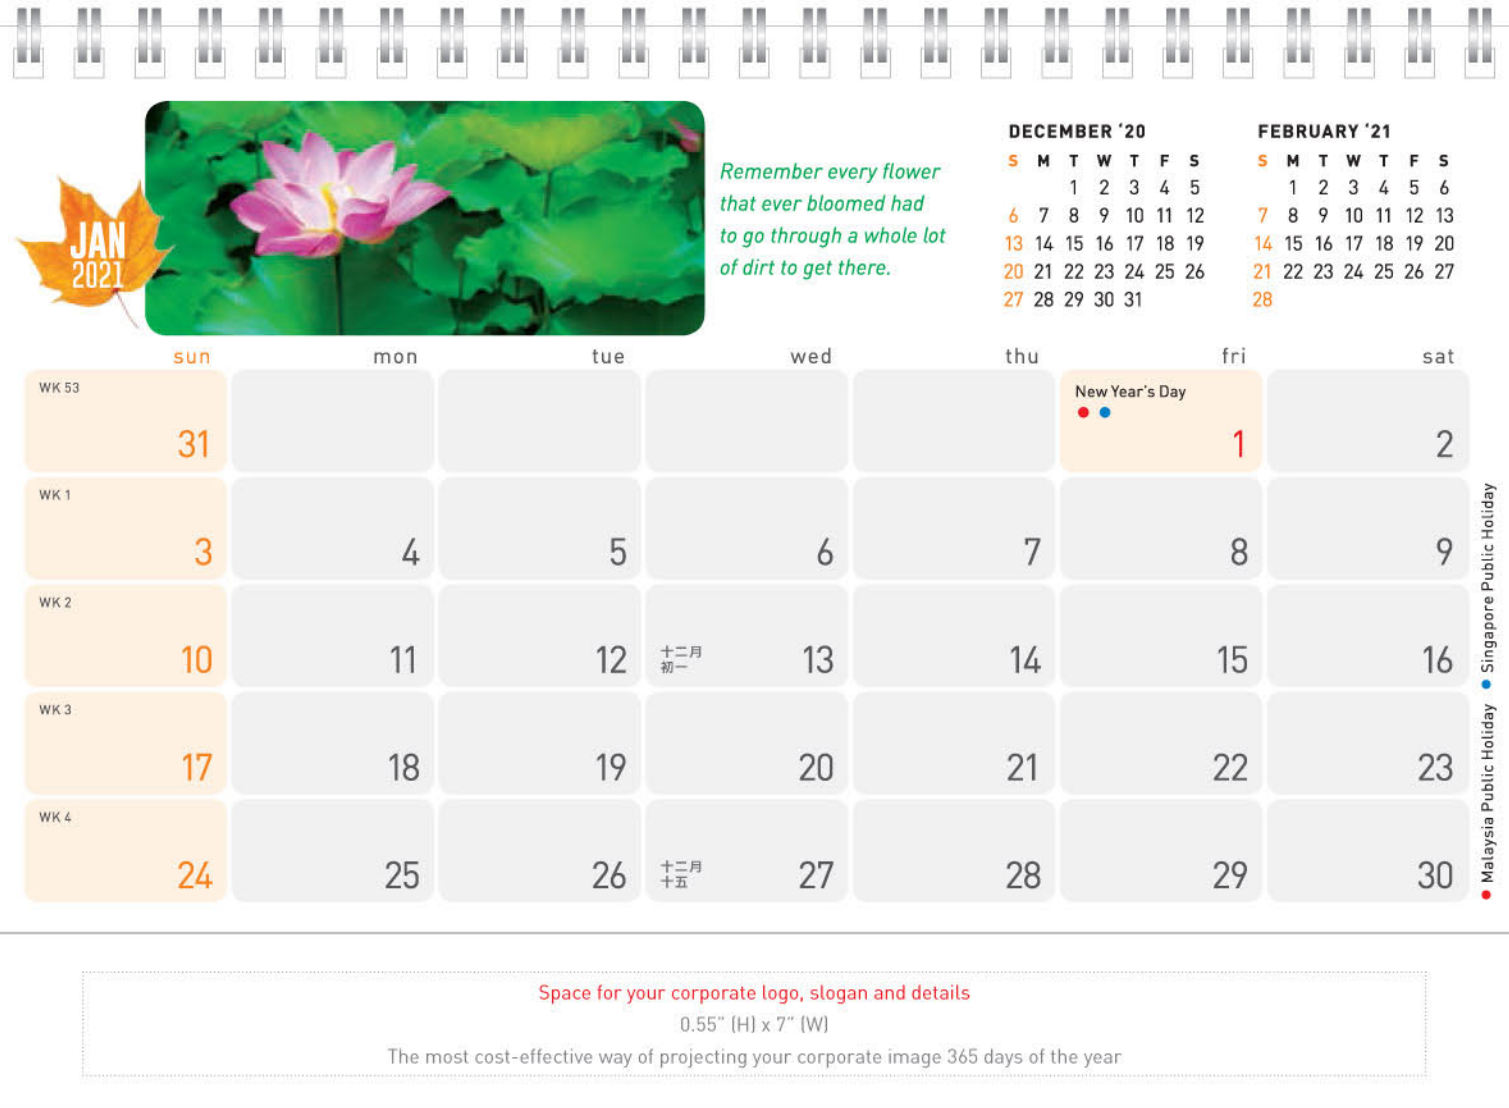 JAN
2021
Remember every flower
that ever bloomed had
to go through a whole lot
of dirt to get there.
DECEMBER ‘20
S M T W T F S
1 2 3 4 5
6 7 8 9 10 11 12
13 14 15 16 17 18 19
20 21 22 23 24 25 26
27 28 29 30 31
FEBRUARY ‘21
S M T W T F S
1 2 3 4 5 6
7 8 9 10 11 12 13
14 15 16 17 18 19 20
21 22 23 24 25 26 27
28
sun mon tue wed thu fri sat
WK 53
New Year’s Day
31 1 2
WK 1
3 4 5 6 7 8 9
WK 2
十二月
初一
10 11 12 13 14 15 16
WK 3
17 18 19 20 21 22 23
WK 4
十二月
十五
24 25 26 27 28 29 30
Malaysia Public Holiday Singapore Public Holiday
Space for your corporate logo, slogan and details
0.55” (H) x 7” (W)
The most cost-effective way of projecting your corporate image 365 days of the year